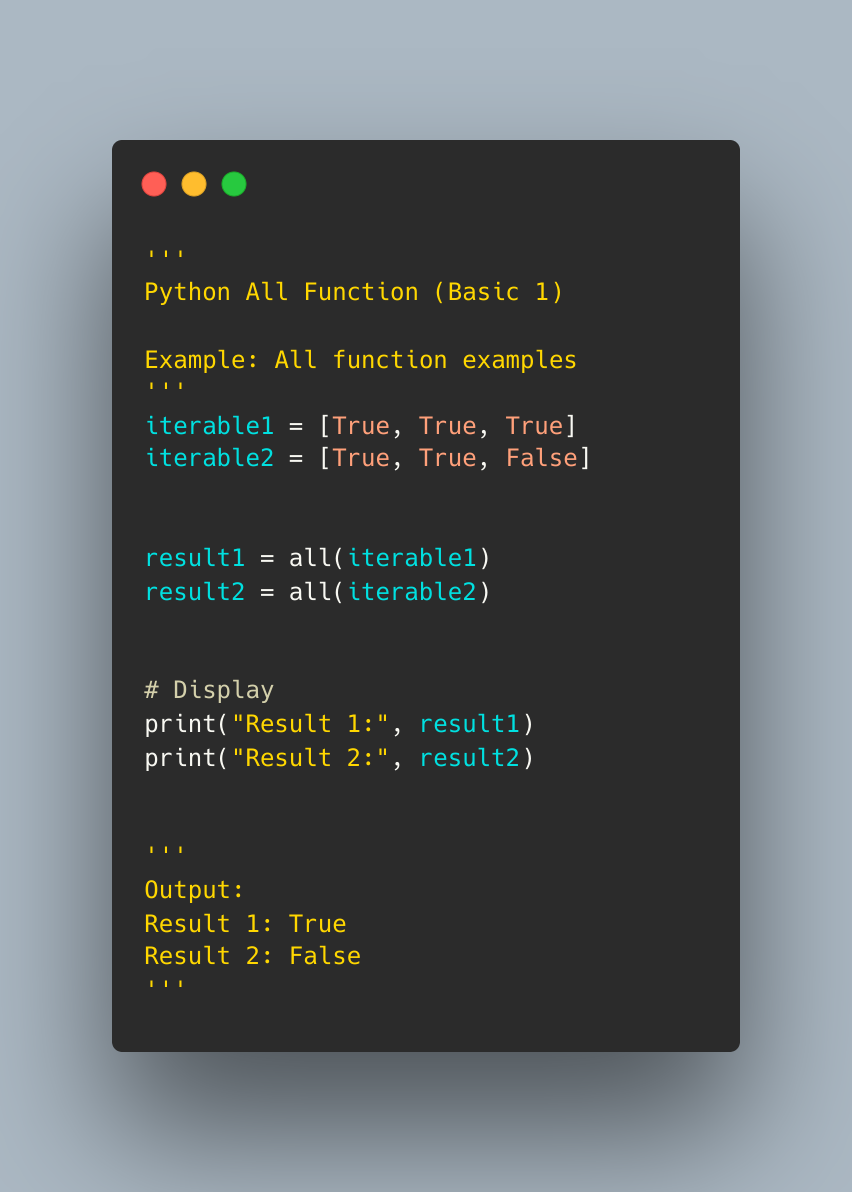 '''
Python All Function (Basic 1)
Example: All function examples
'''
iterable1 = [True, True, True]
iterable2 = [True, True, False]
result1 = all(iterable1)
result2 = all(iterable2)
# Display
print("Result 1:", result1)
print("Result 2:", result2)
'''
Output:
Result 1: True
Result 2: False
'''